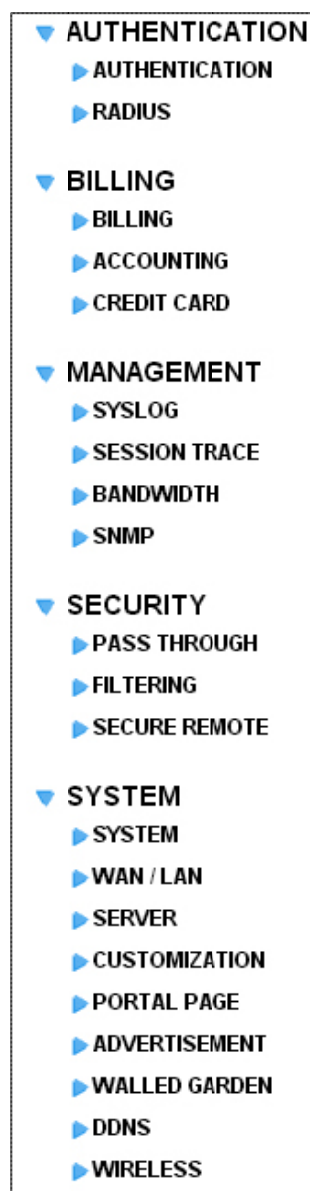 AUTHENTICATION
AUTHENTICATION
RADIUS
BILLING
BILLING
ACCOUNTING
CREDIT CARD
MANAGEMENT
SYSLOG
SESSION TRACE
BANDWIDTH
SNMP
SECURITY
PASS THROUGH
FILTERING
SECURE REMOTE
SYSTEM
SYSTEM
WAN / LAN
SERVER
CUSTOMIZATION
PORTAL PAGE
ADVERTISEMENT
WALLED GARDEN
DDNS
WIRELESS